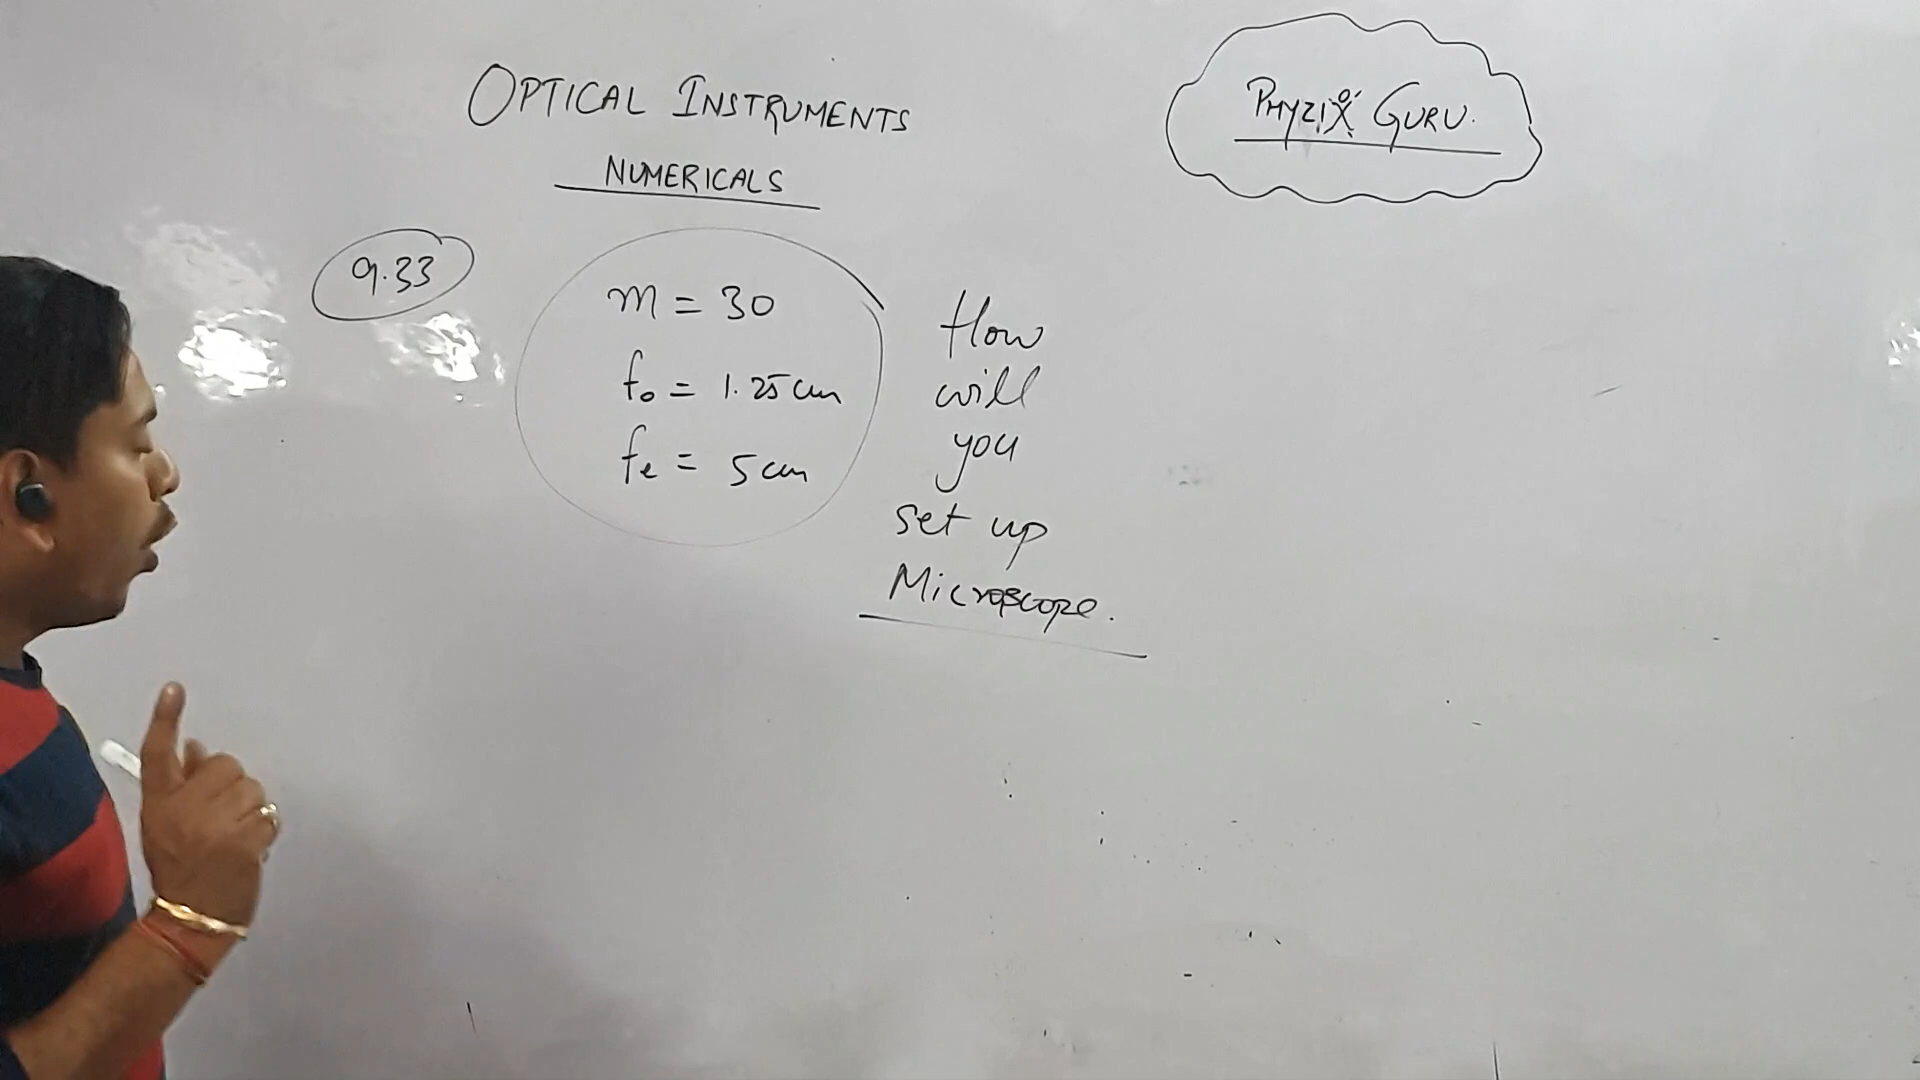 OPTICAL INSTRUMENTS
NUMERICALS
PHYZIX GURU.
9.33
m = 30
fo = 1.25 cm
fe = 5 cm
How
will
you
set up
Microscope.